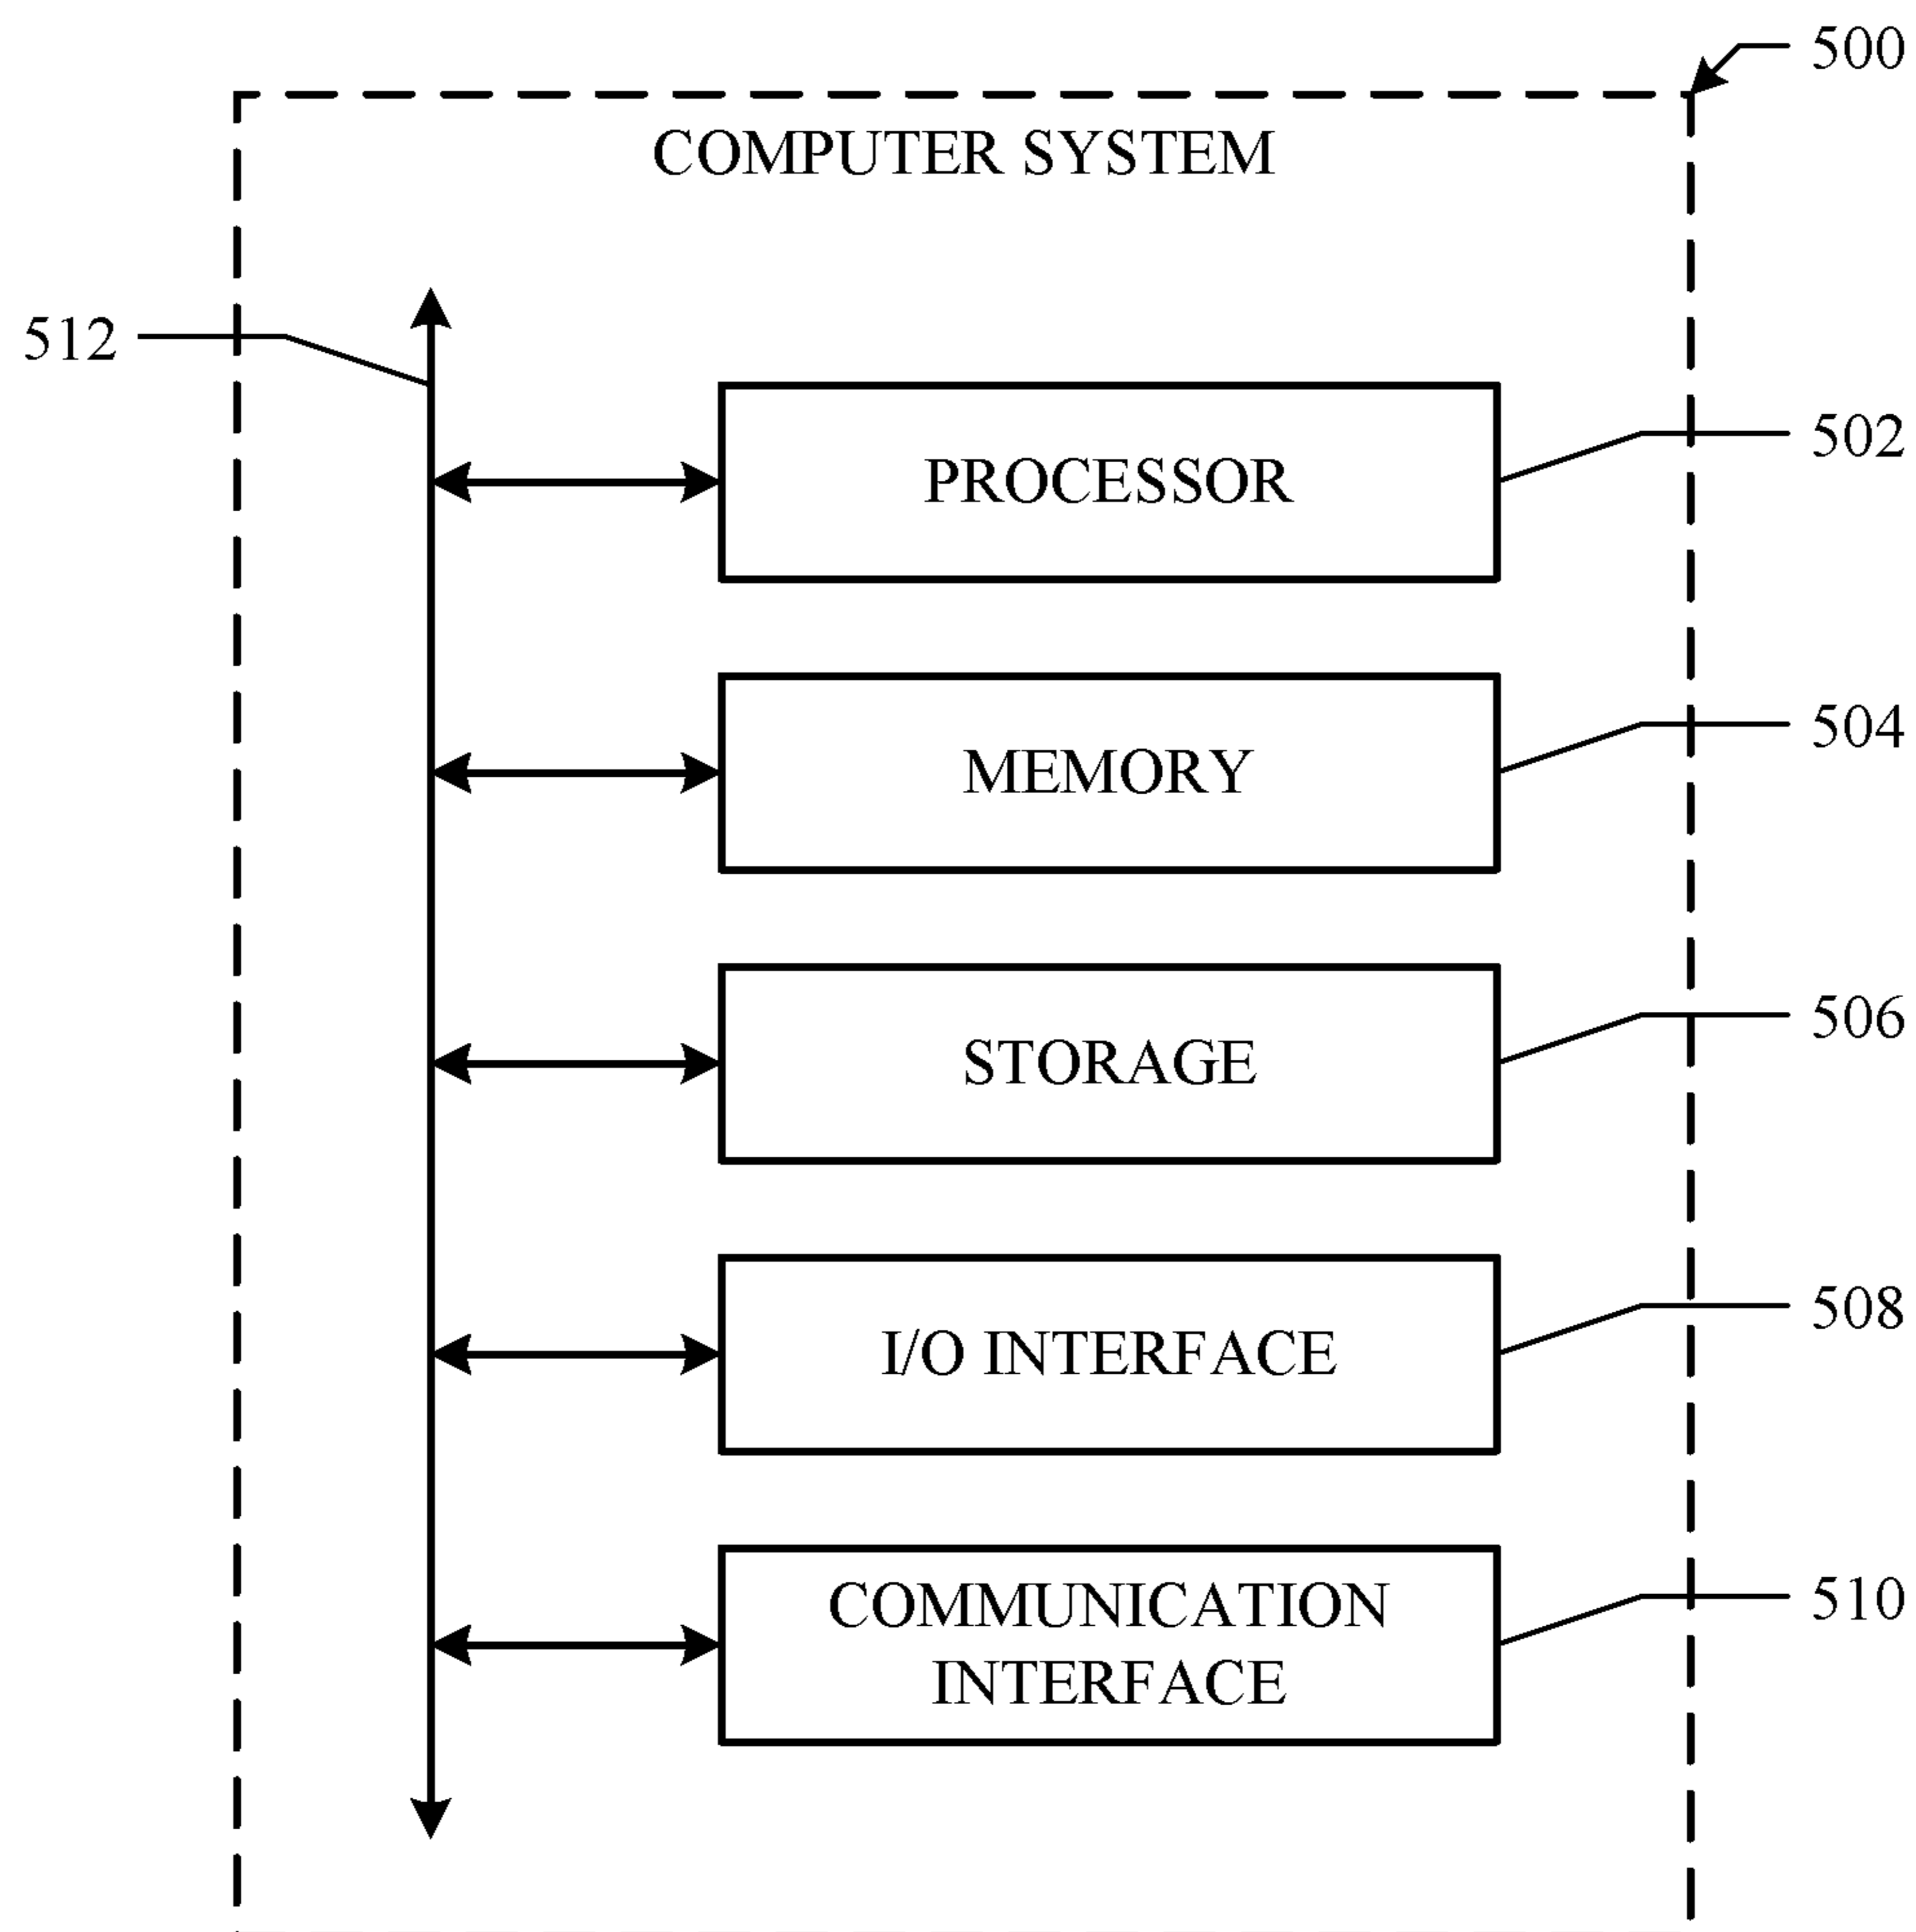 500
COMPUTER SYSTEM
512
502
PROCESSOR
504
MEMORY
506
STORAGE
508
I/O INTERFACE
510
COMMUNICATION
INTERFACE